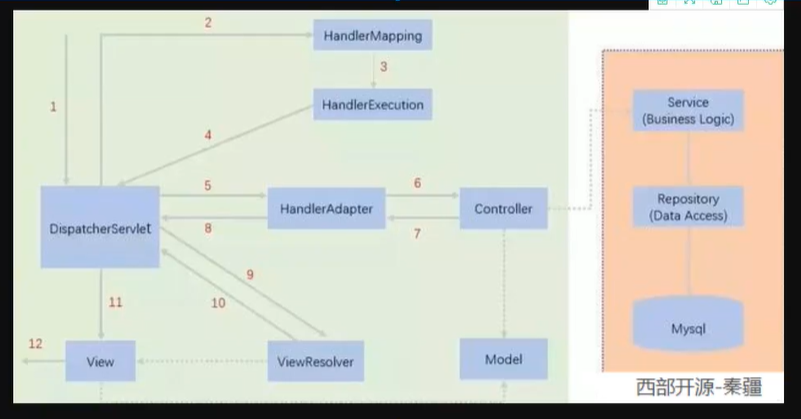 2
HandlerMapping
3
1
HandlerExecution
4
Service
(Business Logic)
5
6
DispatcherServlet
HandlerAdapter
Controller
Repository
(Data Access)
8
7
9
10
11
12
View
ViewResolver
Model
Mysql
西部开源-秦疆